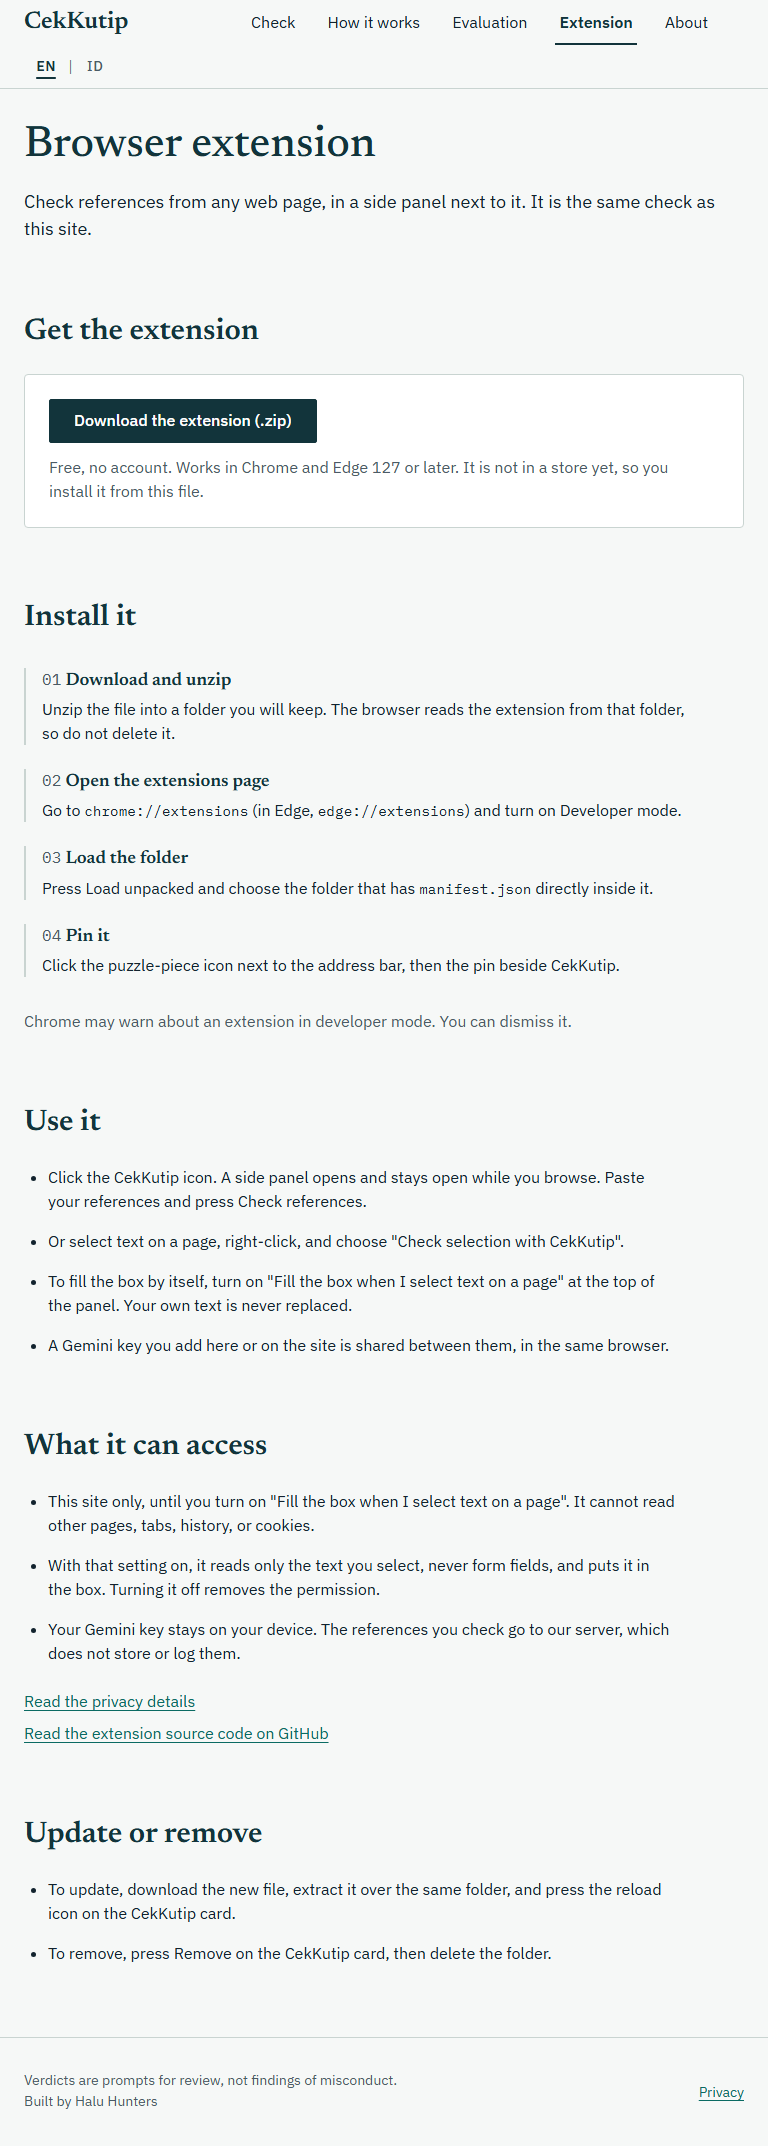 CekKutip
Check How it works Evaluation Extension About
EN | ID
Browser extension
Check references from any web page, in a side panel next to it. It is the same check as
this site.
Get the extension
Download the extension (.zip)
Free, no account. Works in Chrome and Edge 127 or later. It is not in a store yet, so you
install it from this file.
Install it
01 Download and unzip
Unzip the file into a folder you will keep. The browser reads the extension from that folder,
so do not delete it.
02 Open the extensions page
Go to chrome://extensions (in Edge, edge://extensions) and turn on Developer mode.
03 Load the folder
Press Load unpacked and choose the folder that has manifest.json directly inside it.
04 Pin it
Click the puzzle-piece icon next to the address bar, then the pin beside CekKutip.
Chrome may warn about an extension in developer mode. You can dismiss it.
Use it
• Click the CekKutip icon. A side panel opens and stays open while you browse. Paste
your references and press Check references.
• Or select text on a page, right-click, and choose "Check selection with CekKutip".
• To fill the box by itself, turn on "Fill the box when I select text on a page" at the top of
the panel. Your own text is never replaced.
• A Gemini key you add here or on the site is shared between them, in the same browser.
What it can access
• This site only, until you turn on "Fill the box when I select text on a page". It cannot read
other pages, tabs, history, or cookies.
• With that setting on, it reads only the text you select, never form fields, and puts it in
the box. Turning it off removes the permission.
• Your Gemini key stays on your device. The references you check go to our server, which
does not store or log them.
Read the privacy details
Read the extension source code on GitHub
Update or remove
• To update, download the new file, extract it over the same folder, and press the reload
icon on the CekKutip card.
• To remove, press Remove on the CekKutip card, then delete the folder.
Verdicts are prompts for review, not findings of misconduct.
Built by Halu Hunters
Privacy